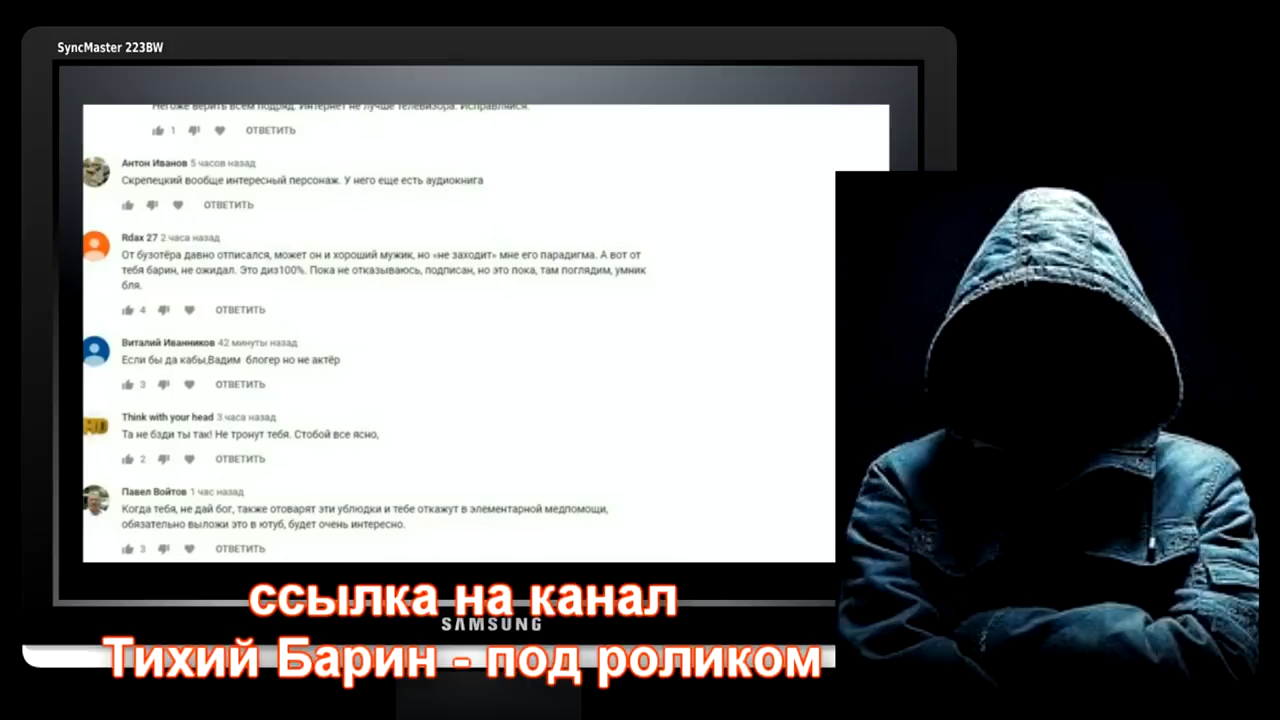 SyncMaster 223BW
Негоже верить всем подряд. Интернет не лучше телевизора. Исправляйся.
1 ОТВЕТИТЬ
Антон Иванов 5 часов назад
Скрепецкий вообще интересный персонаж. У него еще есть аудиокнига
ОТВЕТИТЬ
Rdax 27 2 часа назад
От бузотёра давно отписался, может он и хороший мужик, но «не заходит» мне его парадигма. А вот от
тебя барин, не ожидал. Это диз100%. Пока не отказываюсь, подписан, но это пока, там поглядим, умник
бля.
4 ОТВЕТИТЬ
Виталий Иванников 42 минуты назад
Если бы да кабы,Вадим блогер но не актёр
3 ОТВЕТИТЬ
Think with your head 3 часа назад
Та не бзди ты так! Не тронут тебя. Стобой все ясно,
2 ОТВЕТИТЬ
Павел Войтов 1 час назад
Когда тебя, не дай бог, также отоварят эти ублюдки и тебе откажут в элементарной медпомощи,
обязательно выложи это в ютуб, будет очень интересно.
3 ОТВЕТИТЬ
ссылка на канал
SAMSUNG
Тихий Барин - под роликом